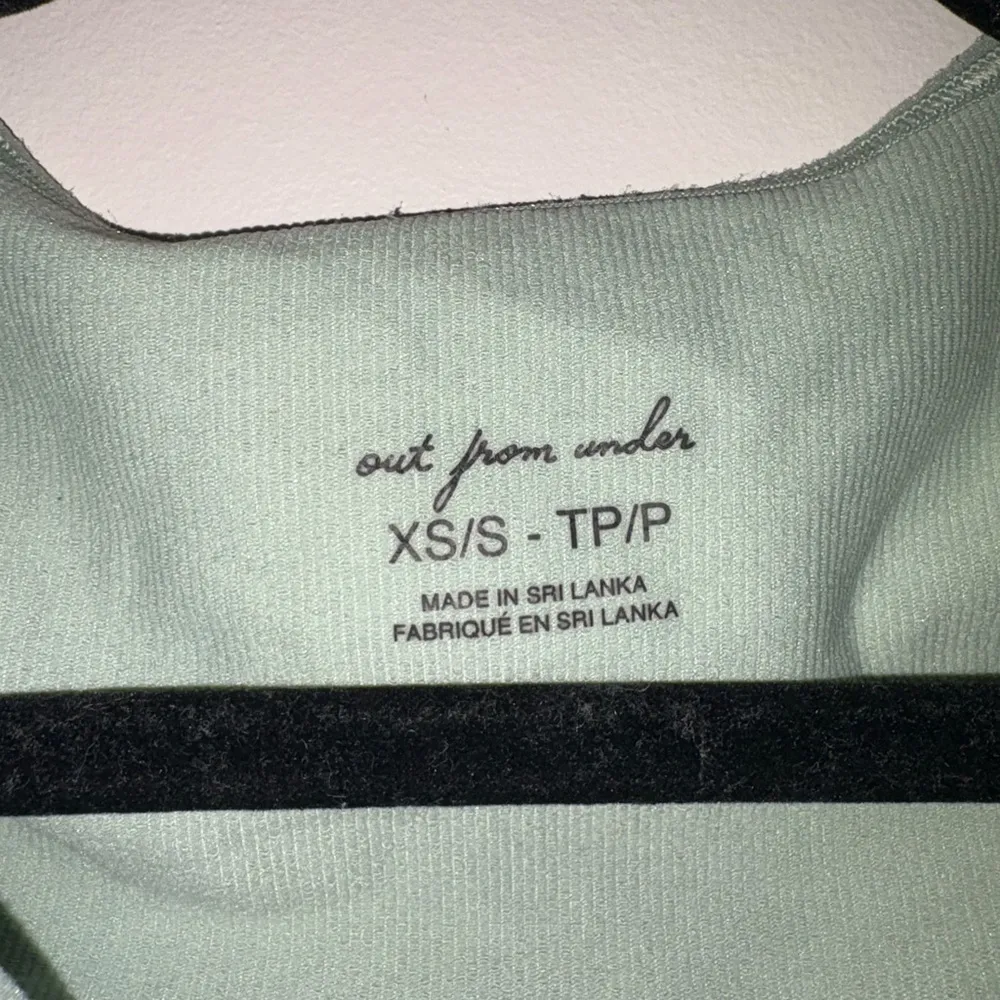 out from under
XS/S - TP/P
MADE IN SRI LANKA
FABRIQUÉ EN SRI LANKA